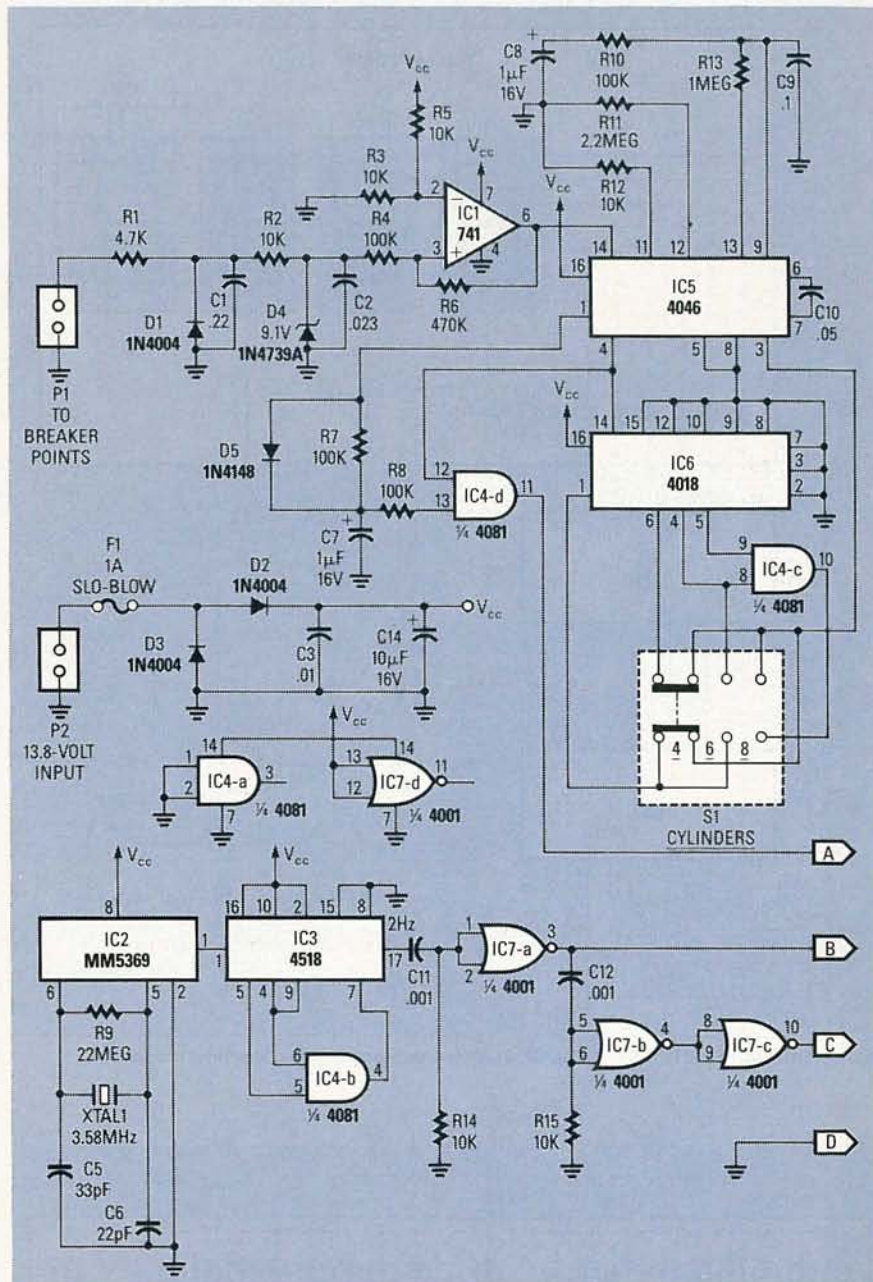 C8
1µF
16V
R10
100K
R13
1MEG
C9
.1
Vcc
R5
10K
R11
2.2MEG
R12
10K
R3
10K
Vcc
Vcc
2
7
IC1
741
6
3
4
R1
4.7K
R2
10K
R4
100K
R6
470K
14
11
12
13
9
16
IC5
4046
6
7
C10
.05
1
4
5
8
3
D1
1N4004
C1
.22
D4
9.1V
1N4739A
C2
.023
P1
TO
BREAKER
POINTS
Vcc
14
15
12
10
9
8
16
IC6
4018
7
3
2
1
6
4
5
D5
1N4148
R7
100K
R8
100K
12
13
IC4-d
11
¼ 4081
C7
1µF
16V
9
8
IC4-c
10
¼ 4081
F1
1A
SLO-BLOW
D2
1N4004
Vcc
D3
1N4004
C3
.01
C14
10µF
16V
P2
13.8-VOLT
INPUT
4
6
8
S1
CYLINDERS
Vcc
14
1
2
IC4-a
3
7
¼ 4081
14
13
12
IC7-d
11
7
¼ 4001
A
Vcc
Vcc
8
IC2
MM5369
1
6
5
2
16
10
2
15
8
2Hz
1
IC3
4518
17
5
4
9
7
C11
.001
1
2
IC7-a
3
¼ 4001
B
C12
.001
R9
22MEG
XTAL1
3.58MHz
C5
33pF
C6
22pF
6
5
IC4-b
4
¼ 4081
5
6
IC7-b
4
¼ 4001
8
9
IC7-c
10
¼ 4001
C
R14
10K
R15
10K
D